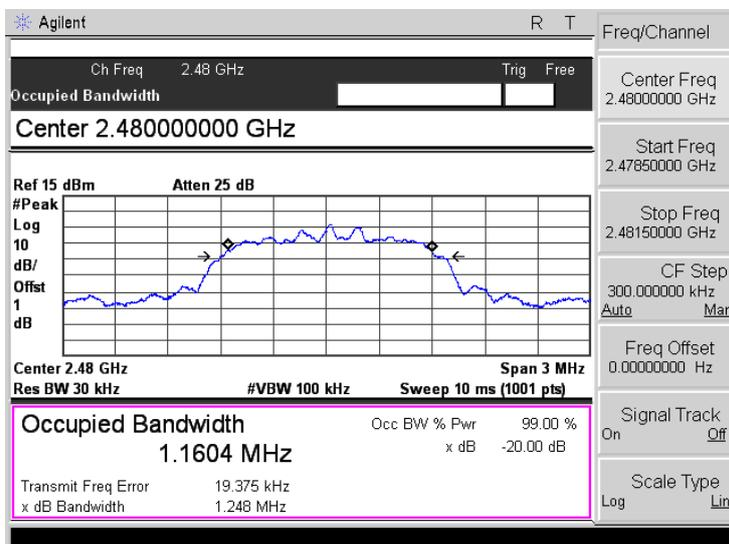 Agilent R T
Freq/Channel
Ch Freq 2.48 GHz Trig Free
Occupied Bandwidth
Center 2.480000000 GHz
Ref 15 dBm Atten 25 dB
#Peak
Log
10
dB/
Offst
1
dB
Center 2.48 GHz Span 3 MHz
Res BW 30 kHz #VBW 100 kHz Sweep 10 ms (1001 pts)
Occupied Bandwidth
1.1604 MHz
Occ BW % Pwr 99.00 %
x dB -20.00 dB
Transmit Freq Error 19.375 kHz
x dB Bandwidth 1.248 MHz
Center Freq
2.48000000 GHz
Start Freq
2.47850000 GHz
Stop Freq
2.48150000 GHz
CF Step
300.000000 kHz
Auto Man
Freq Offset
0.00000000 Hz
Signal Track
On Off
Scale Type
Log Lin